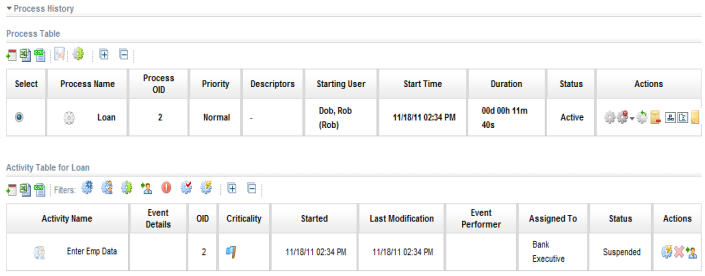 Process History
Process Table
Select Process Name Process OID Priority Descriptors Starting User Start Time Duration Status Actions
Loan 2 Normal - Dob, Rob (Rob) 11/18/11 02:34 PM 00d 00h 11m 40s Active
Activity Table for Loan
Filters:
Activity Name Event Details OID Criticality Started Last Modification Event Performer Assigned To Status Actions
Enter Emp Data 2 11/18/11 02:34 PM 11/18/11 02:34 PM Bank Executive Suspended